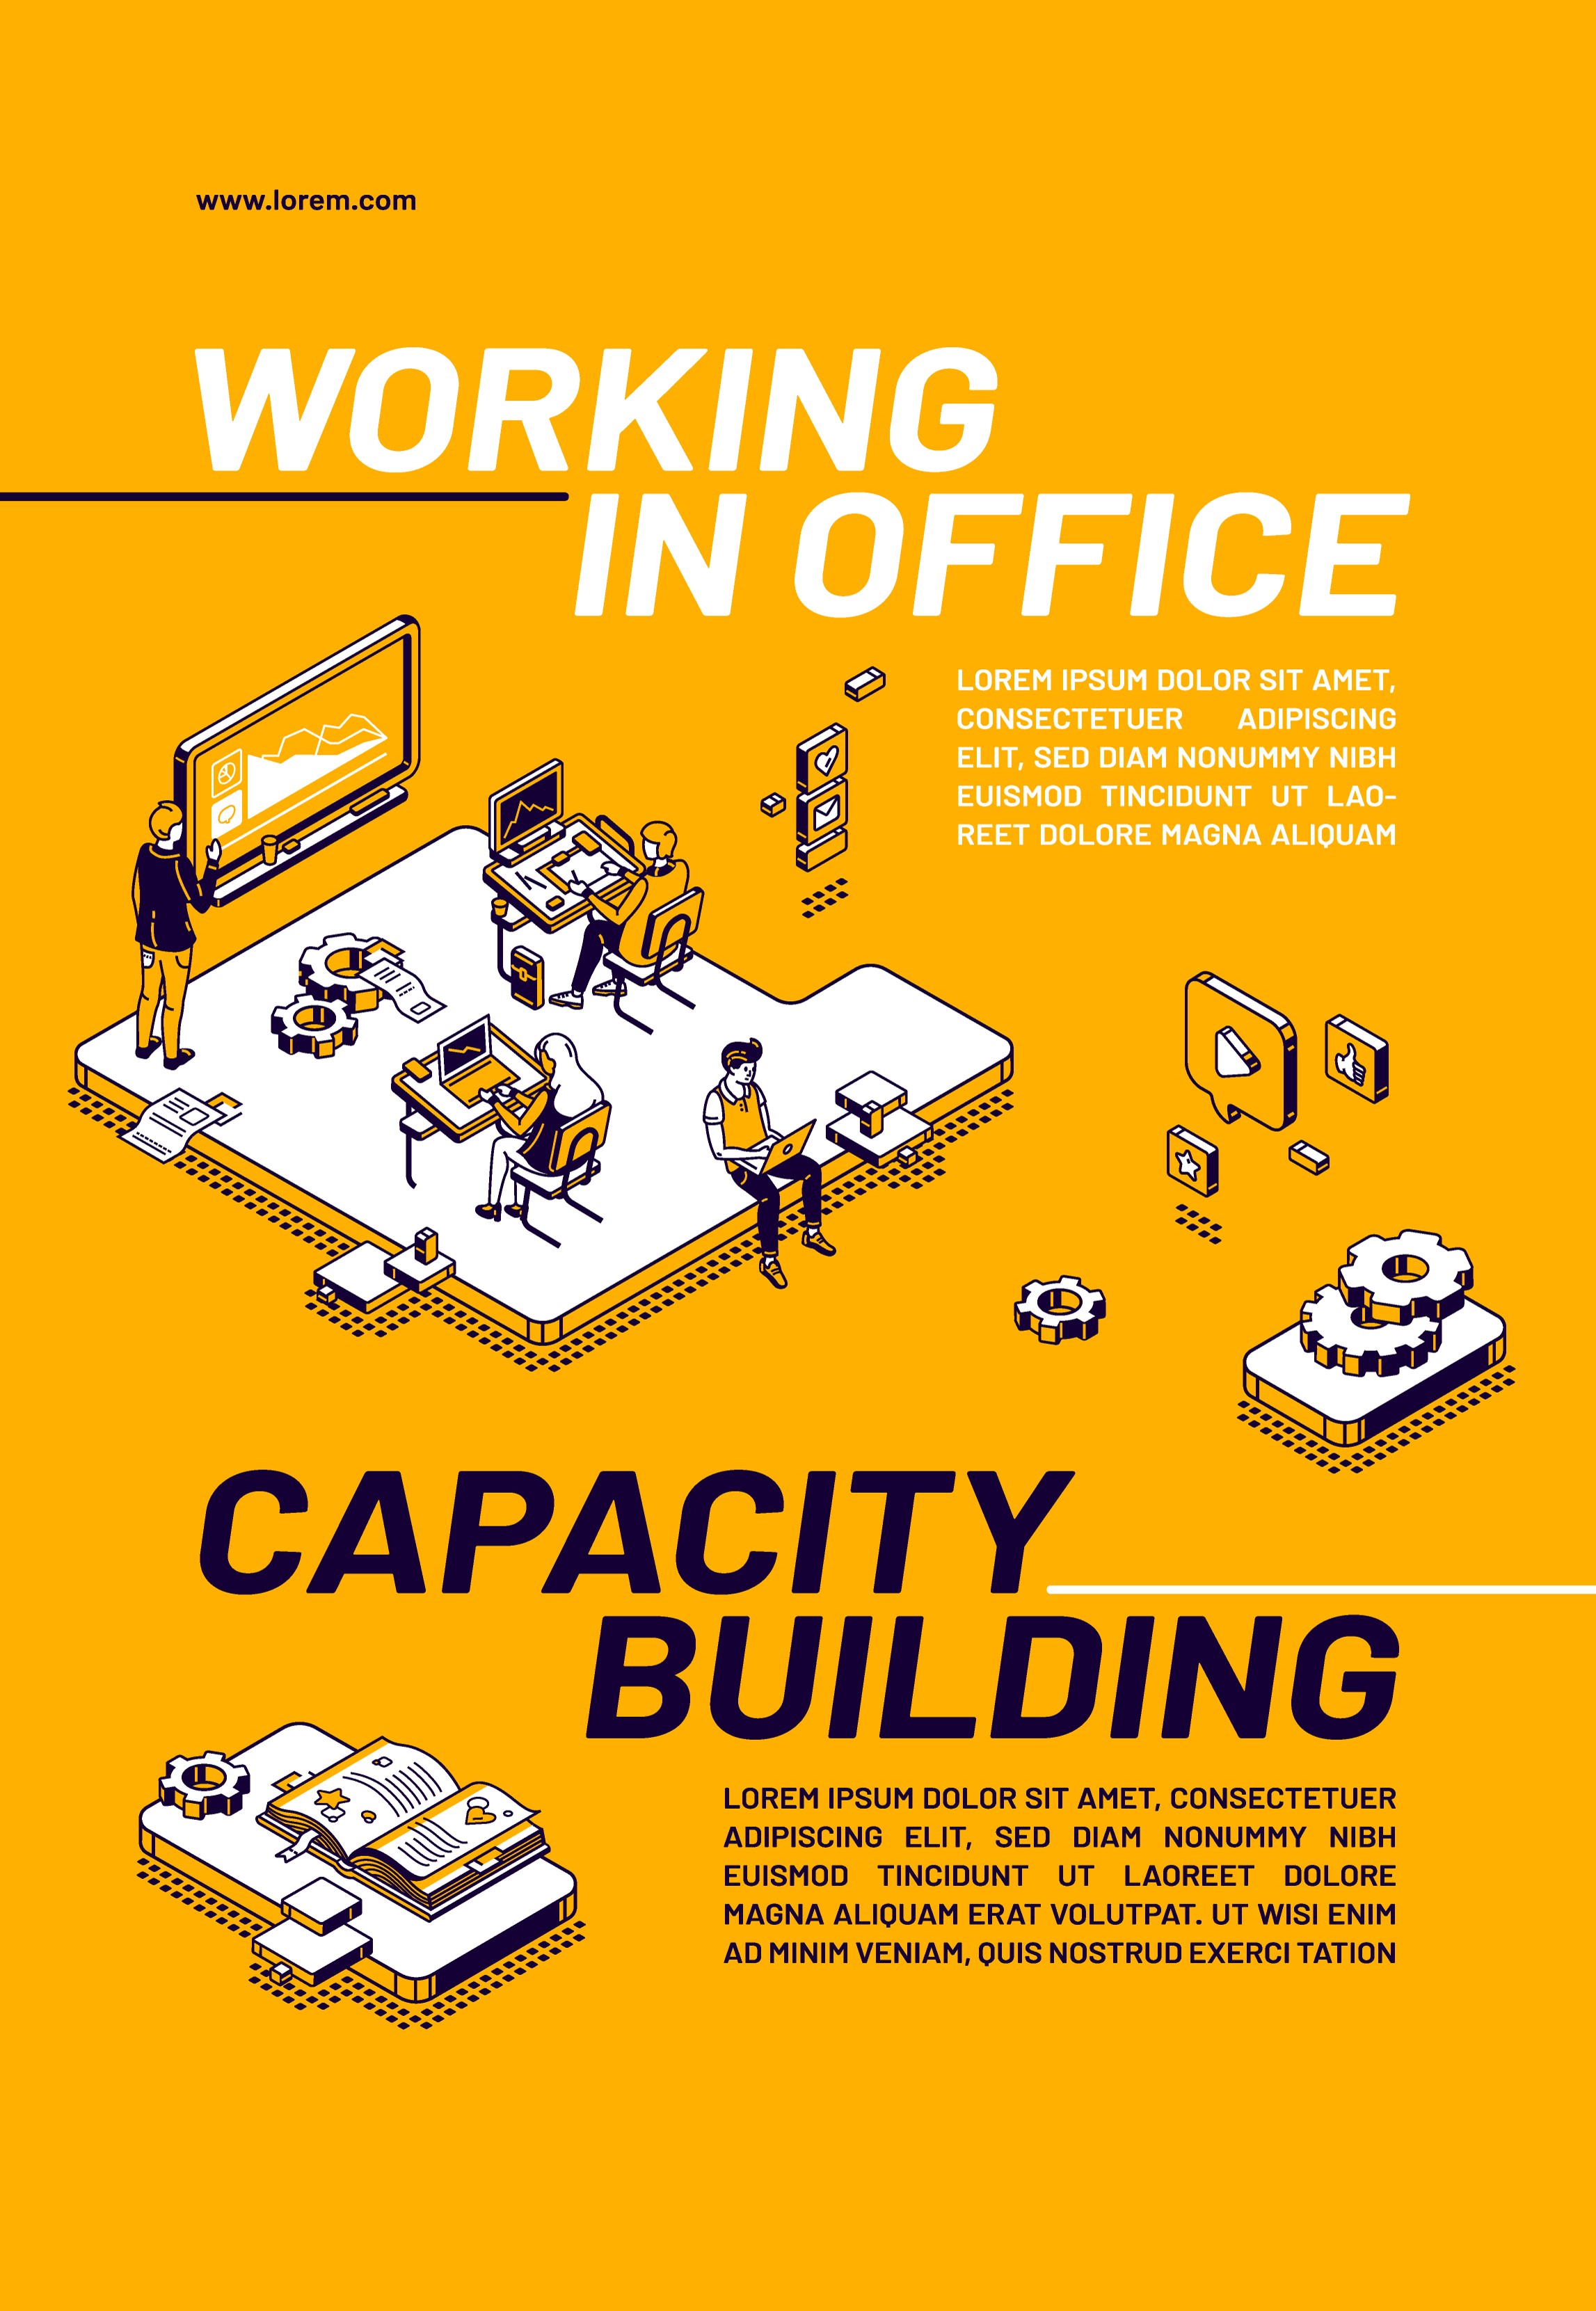 www.lorem.com
WORKING
IN OFFICE
LOREM IPSUM DOLOR SIT AMET,
CONSECTETUER ADIPISCING
ELIT, SED DIAM NONUMMY NIBH
EUISMOD TINCIDUNT UT LAO-
REET DOLORE MAGNA ALIQUAM
CAPACITY
BUILDING
LOREM IPSUM DOLOR SIT AMET, CONSECTETUER
ADIPISCING ELIT, SED DIAM NONUMMY NIBH
EUISMOD TINCIDUNT UT LAOREET DOLORE
MAGNA ALIQUAM ERAT VOLUTPAT. UT WISI ENIM
AD MINIM VENIAM, QUIS NOSTRUD EXERCI TATION